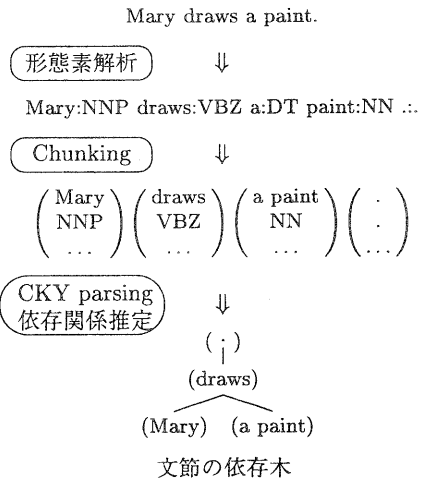 Mary draws a paint.
形態素解析 ⇓
Mary:NNP draws:VBZ a:DT paint:NN .:.
Chunking ⇓
Mary draws a paint .
NNP VBZ NN .
... ... ... ...
CKY parsing
依存関係推定 ⇓
( . )
(draws)
(Mary) (a paint)
文節の依存木